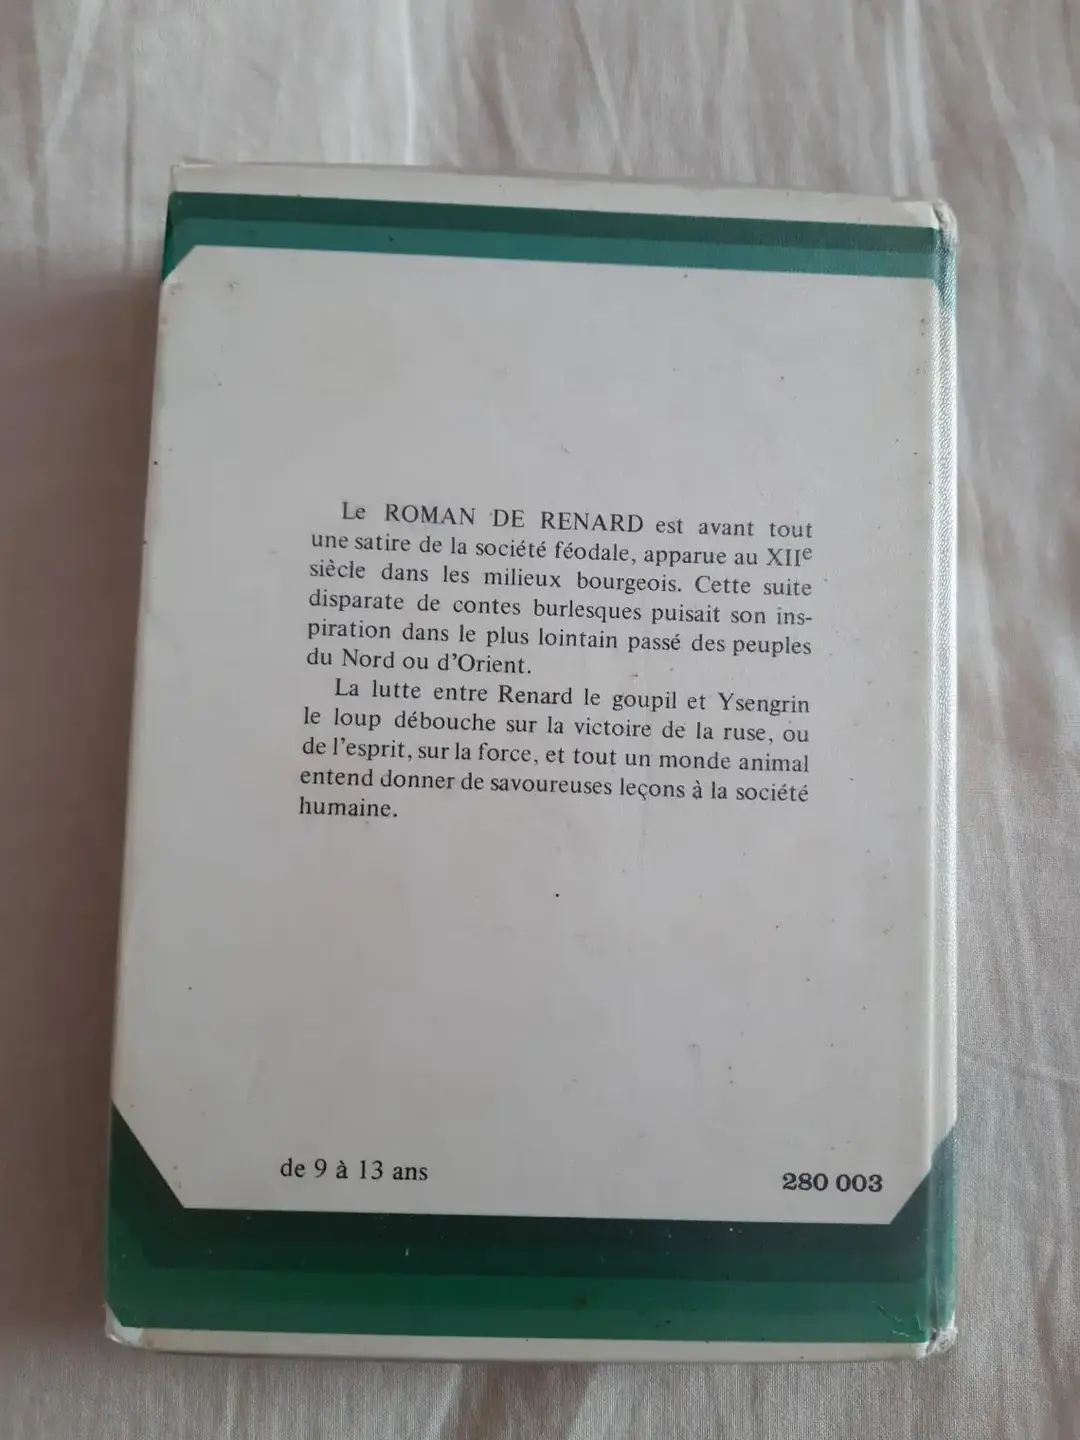 Le ROMAN DE RENARD est avant tout
une satire de la société féodale, apparue au XIIe
siècle dans les milieux bourgeois. Cette suite
disparate de contes burlesques puisait son ins-
piration dans le plus lointain passé des peuples
du Nord ou d'Orient.
La lutte entre Renard le goupil et Ysengrin
le loup débouche sur la victoire de la ruse, ou
de l'esprit, sur la force, et tout un monde animal
entend donner de savoureuses leçons à la société
humaine.
de 9 à 13 ans
280 003